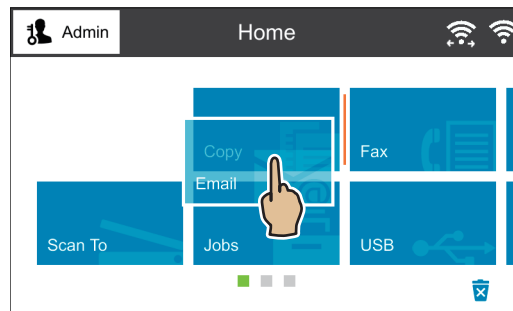 Admin
Home
Copy
Fax
Email
Scan To
Jobs
USB